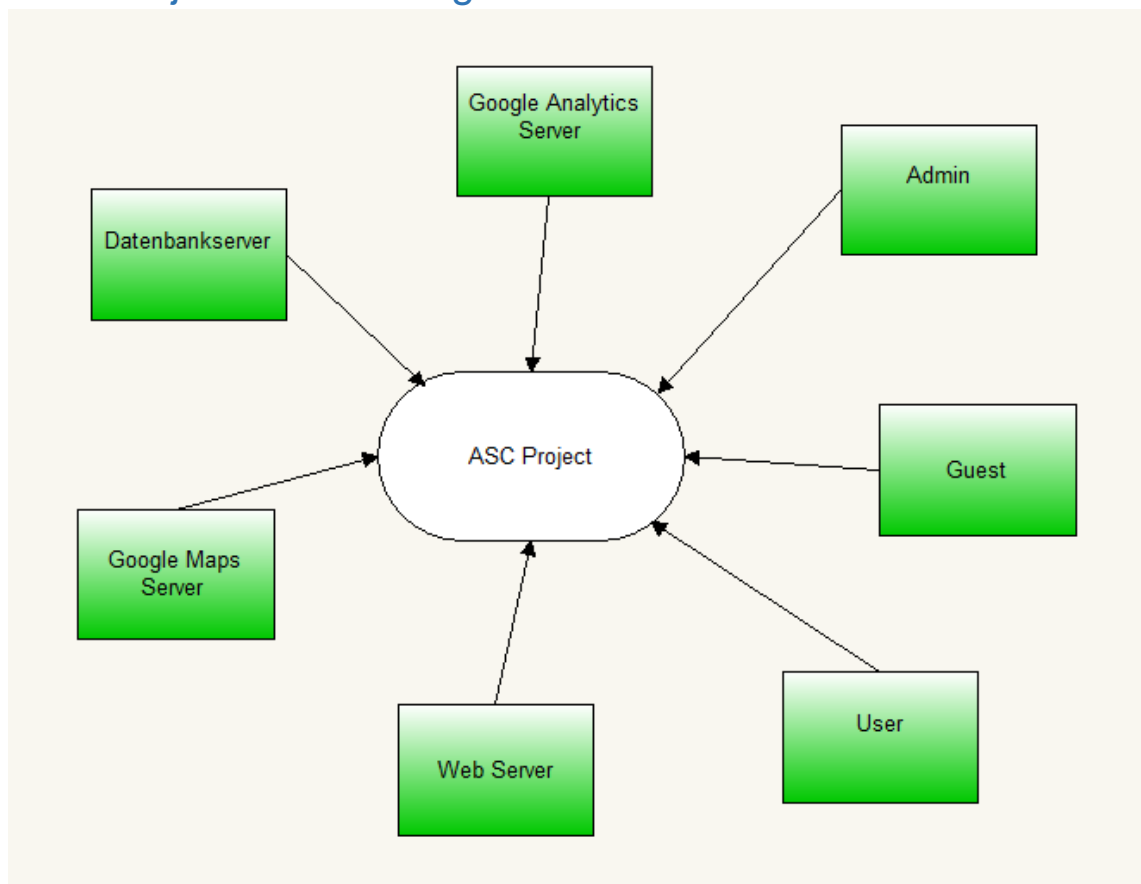 Google Analytics
Server
Admin
Datenbankserver
ASC Project
Guest
Google Maps
Server
User
Web Server